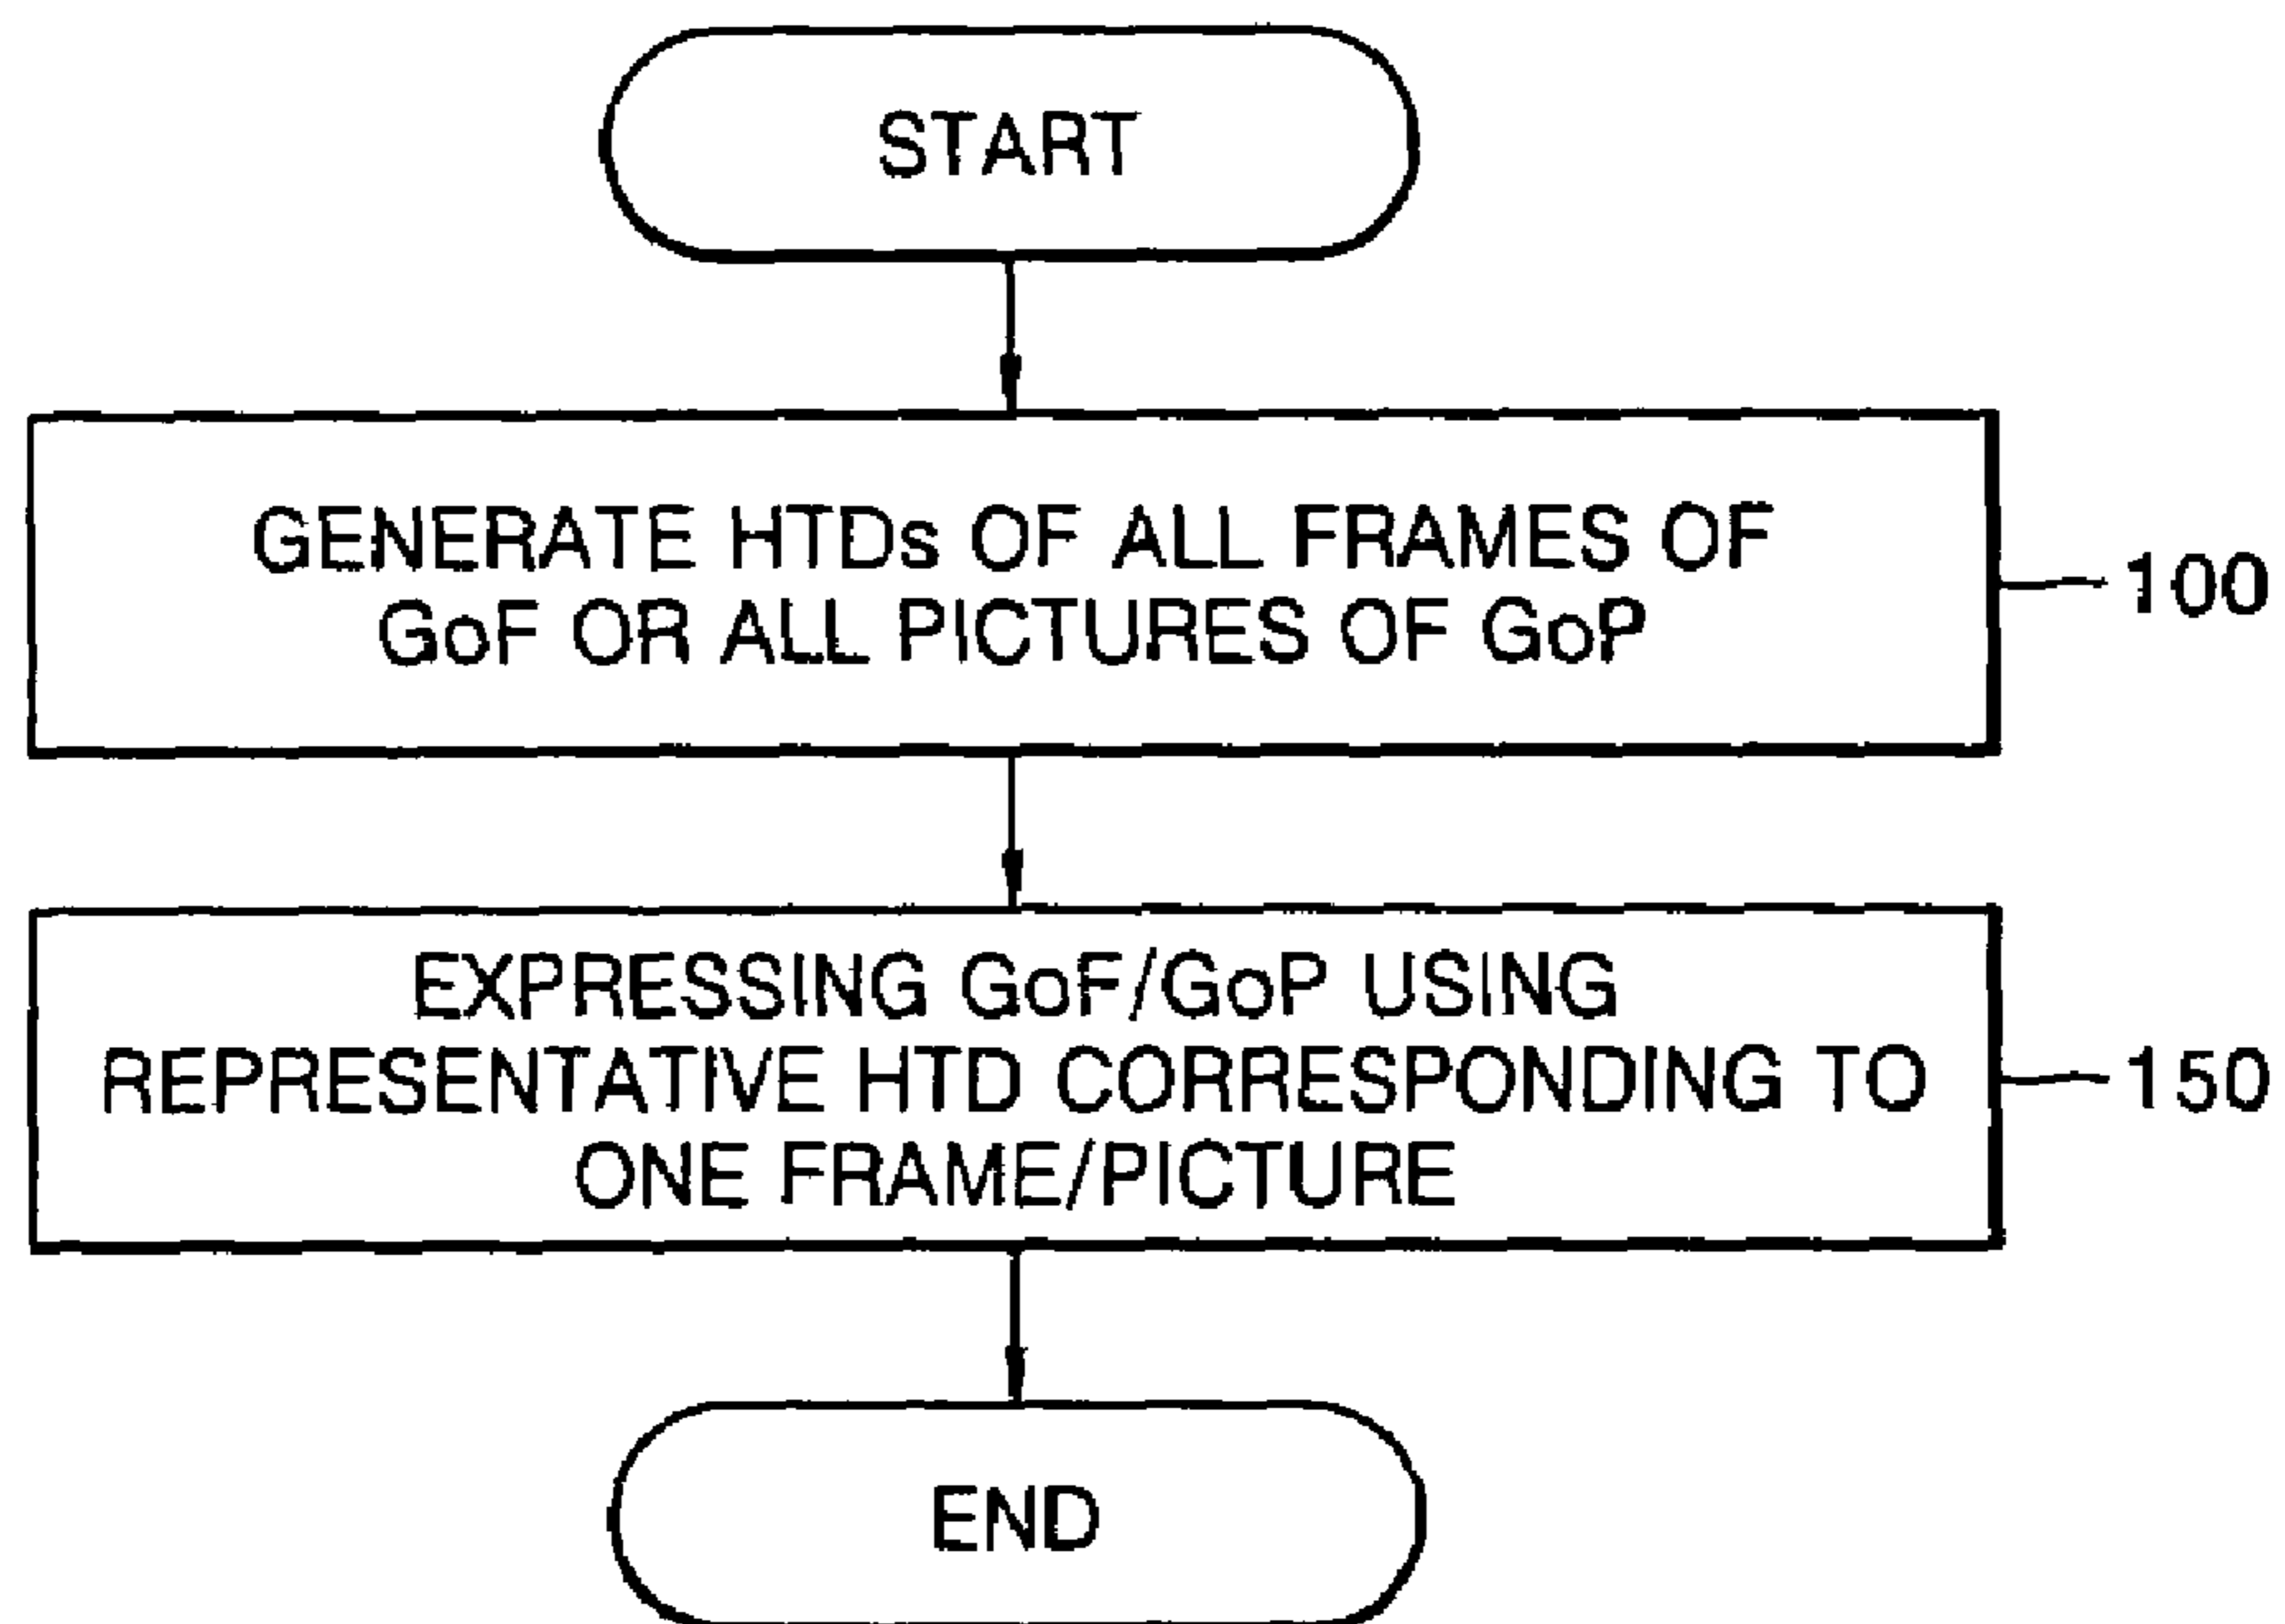 START
GENERATE HTDs OF ALL FRAMES OF
GoF OR ALL PICTURES OF GoP
100
EXPRESSING GoF/GoP USING
REPRESENTATIVE HTD CORRESPONDING TO
ONE FRAME/PICTURE
150
END